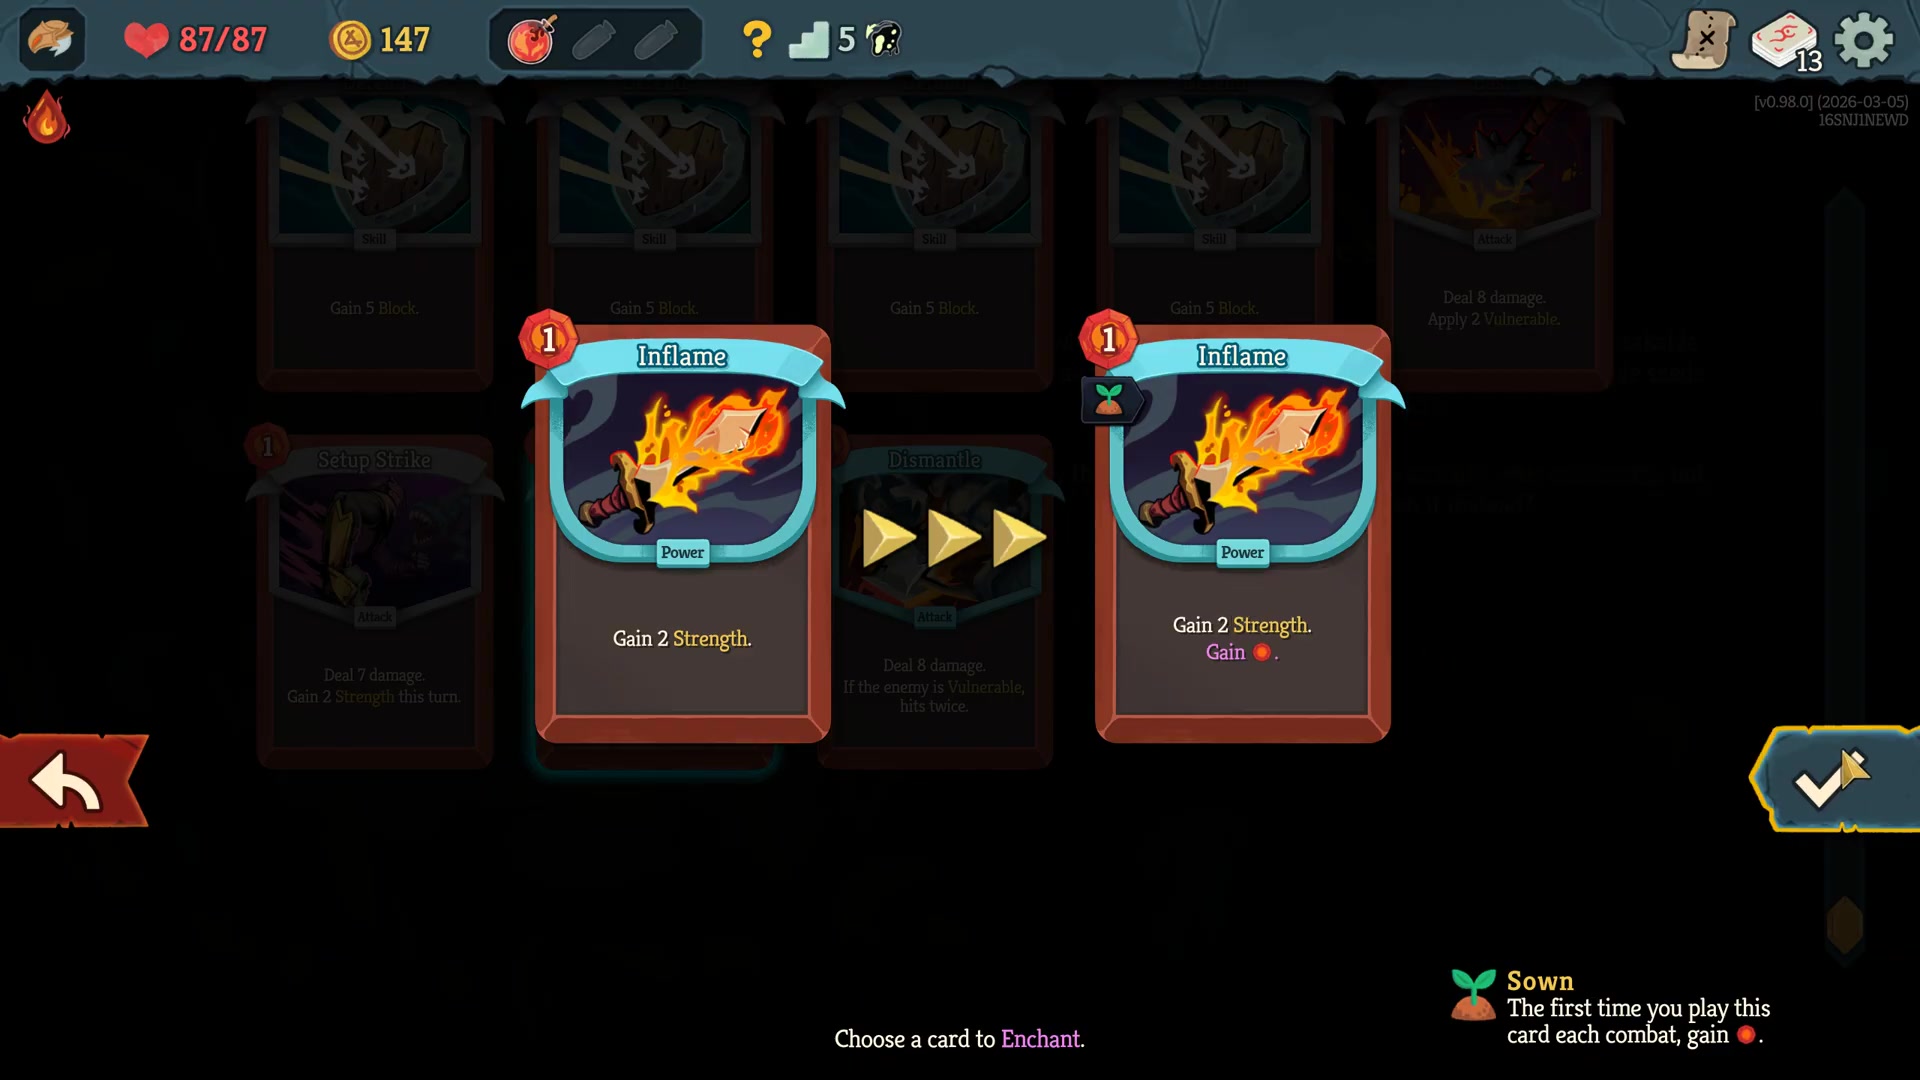 87/87
147
5
13
[v0.98.0] (2026-03-05)
16SNJ1NEWD
Skill
Skill
Skill
Skill
Attack
Gain 5 Block.
Gain 5 Block.
Gain 5 Block.
Gain 5 Block.
Deal 8 damage.
Apply 2 Vulnerable.
1
Setup Strike
Attack
Deal 7 damage.
Gain 2 Strength this turn.
1
Inflame
Power
Gain 2 Strength.
Dismantle
Attack
Deal 8 damage.
If the enemy is Vulnerable,
hits twice.
1
Inflame
Power
Gain 2 Strength.
Gain .
Sown
The first time you play this
card each combat, gain .
Choose a card to Enchant.